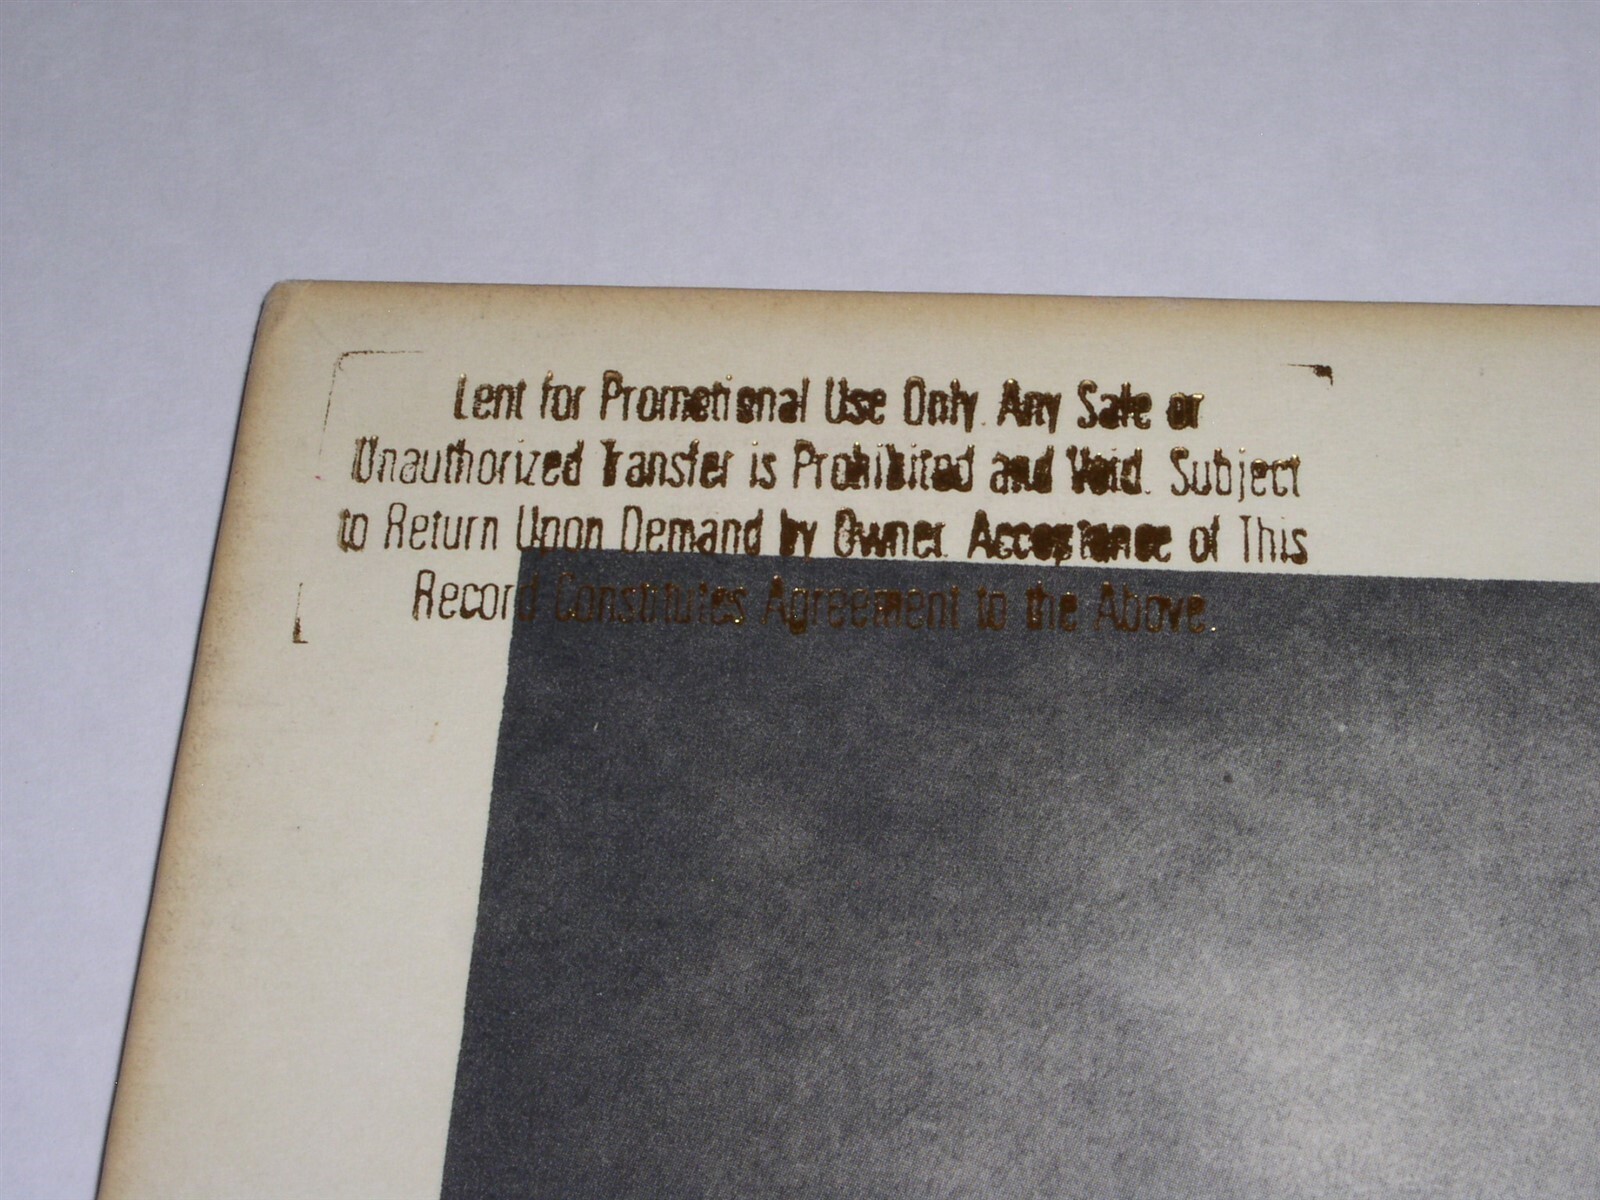 Lent for Promotional Use Only. Any Sale or
Unauthorized Transfer is Prohibited and Void. Subject
to Return Upon Demand by Owner. Acceptance of This
Record Constitutes Agreement to the Above.